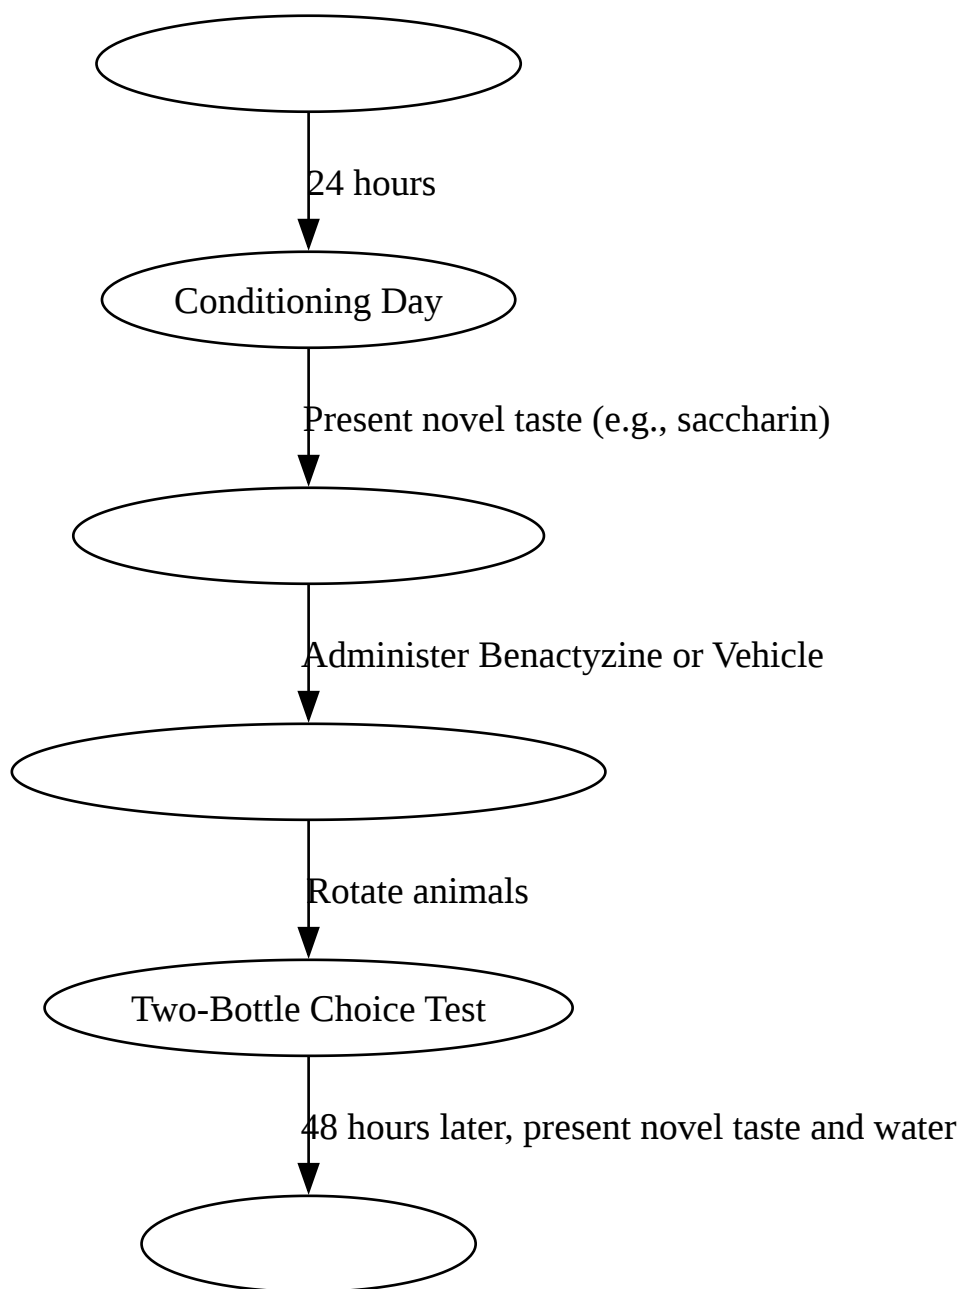 24 hours
Conditioning Day
Present novel taste (e.g., saccharin)
Administer Benactyzine or Vehicle
Rotate animals
Two-Bottle Choice Test
48 hours later, present novel taste and water